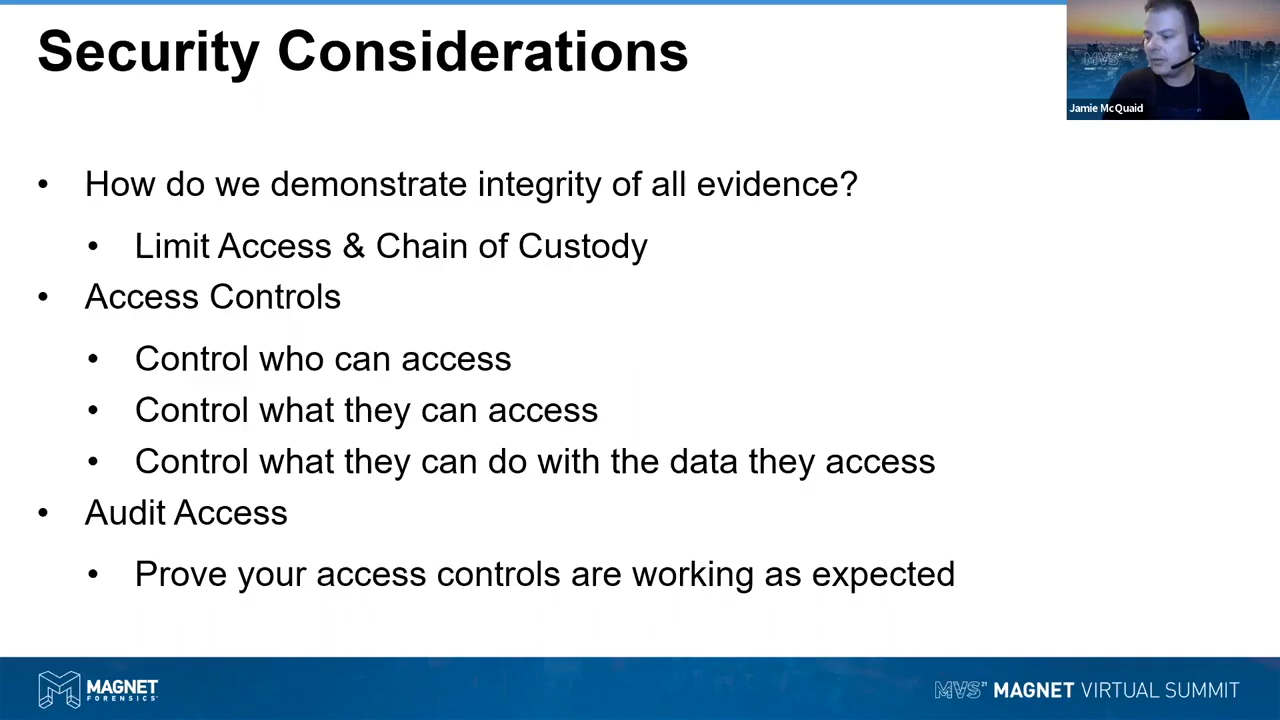 Security Considerations
MVS
Jamie McQuaid
• How do we demonstrate integrity of all evidence?
• Limit Access & Chain of Custody
• Access Controls
• Control who can access
• Control what they can access
• Control what they can do with the data they access
• Audit Access
• Prove your access controls are working as expected
MAGNET
FORENSICS
MVS21 MAGNET VIRTUAL SUMMIT